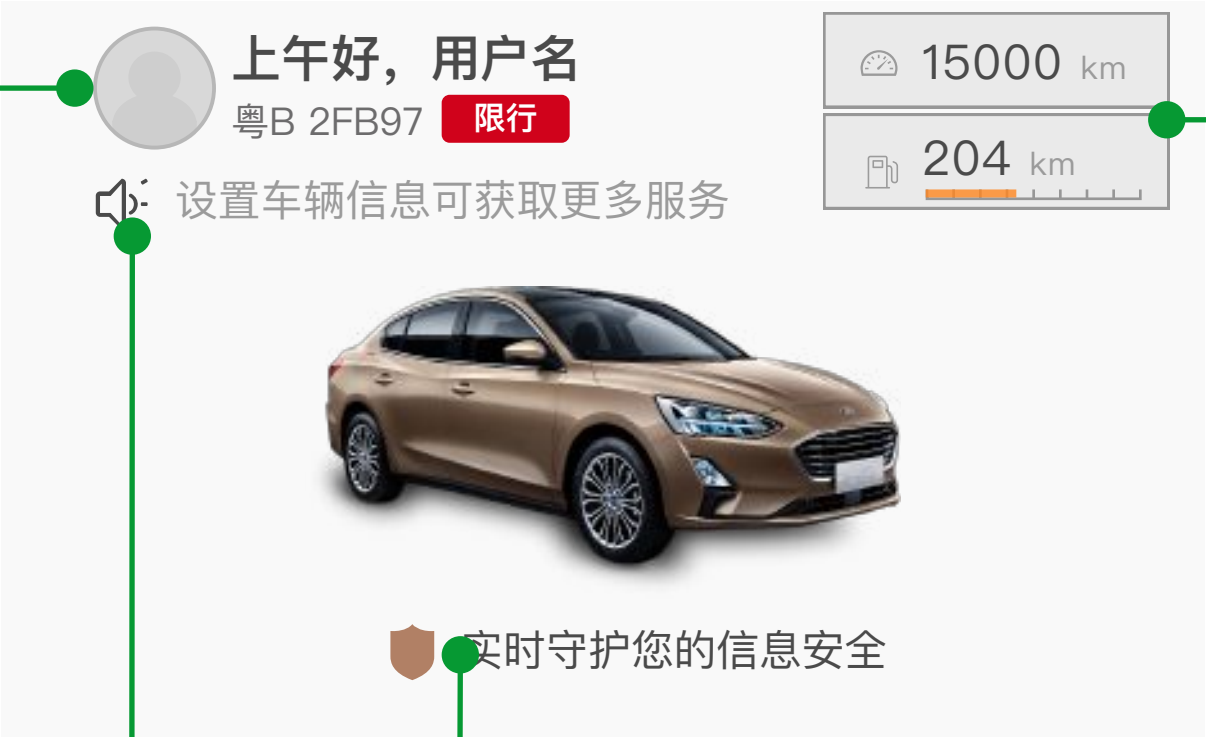 上午好，用户名
粤B 2FB97 限行
15000 km
204 km
设置车辆信息可获取更多服务
实时守护您的信息安全